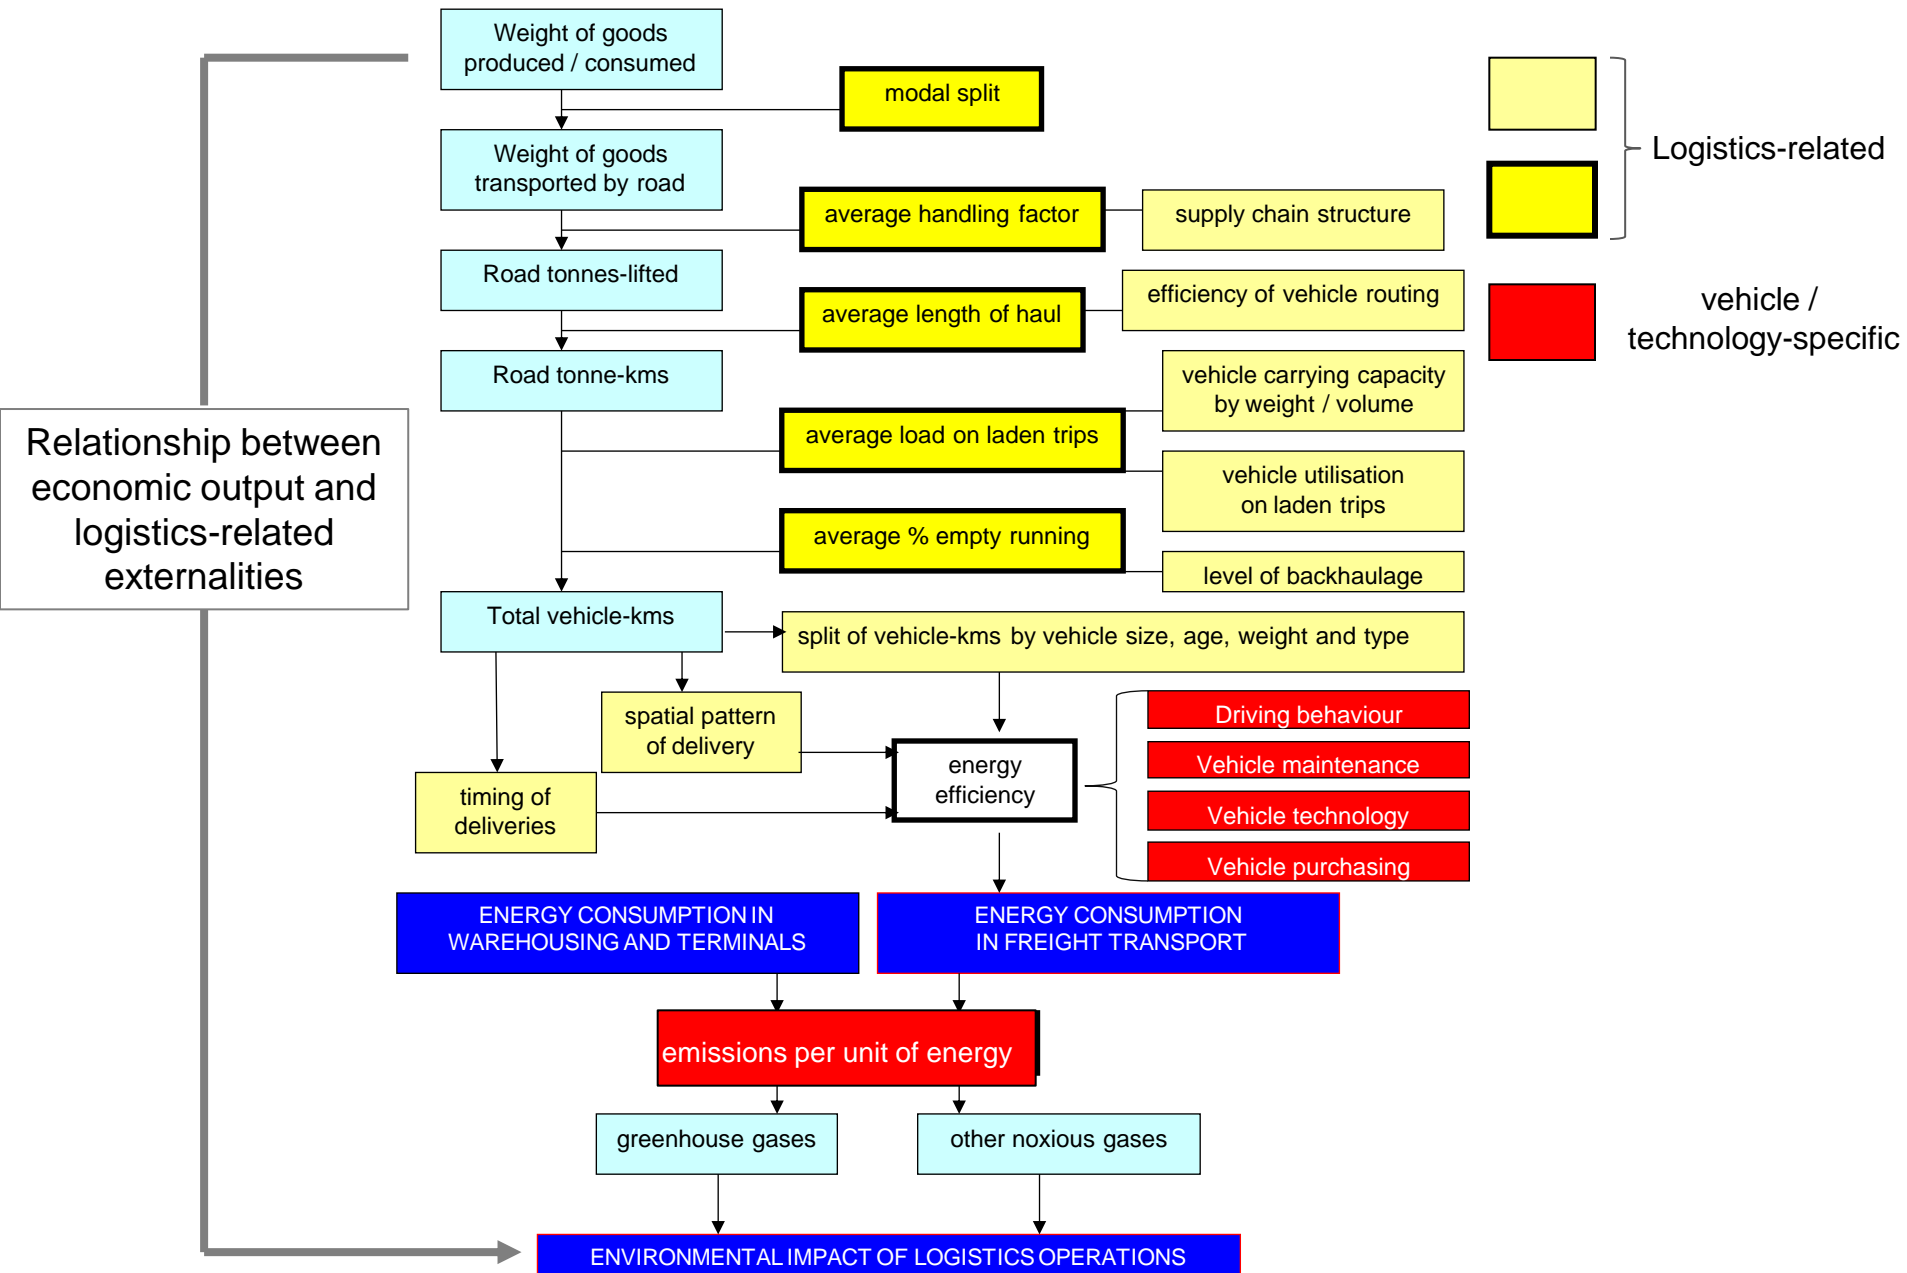 Weight of goods
produced / consumed
modal split
Weight of goods
transported by road
average handling factor
supply chain structure
Road tonnes-lifted
efficiency of vehicle routing
average length of haul
Road tonne-kms
vehicle carrying capacity
by weight / volume
average load on laden trips
vehicle utilisation
on laden trips
average % empty running
level of backhaulage
Total vehicle-kms
split of vehicle-kms by vehicle size, age, weight and type
spatial pattern
of delivery
timing of
deliveries
energy
efficiency
Driving behaviour
Vehicle maintenance
Vehicle technology
Vehicle purchasing
ENERGY CONSUMPTION IN
WAREHOUSING AND TERMINALS
ENERGY CONSUMPTION
IN FREIGHT TRANSPORT
emissions per unit of energy
greenhouse gases
other noxious gases
ENVIRONMENTAL IMPACT OF LOGISTICS OPERATIONS
Relationship between
economic output and
logistics-related
externalities
Logistics-related
vehicle /
technology-specific